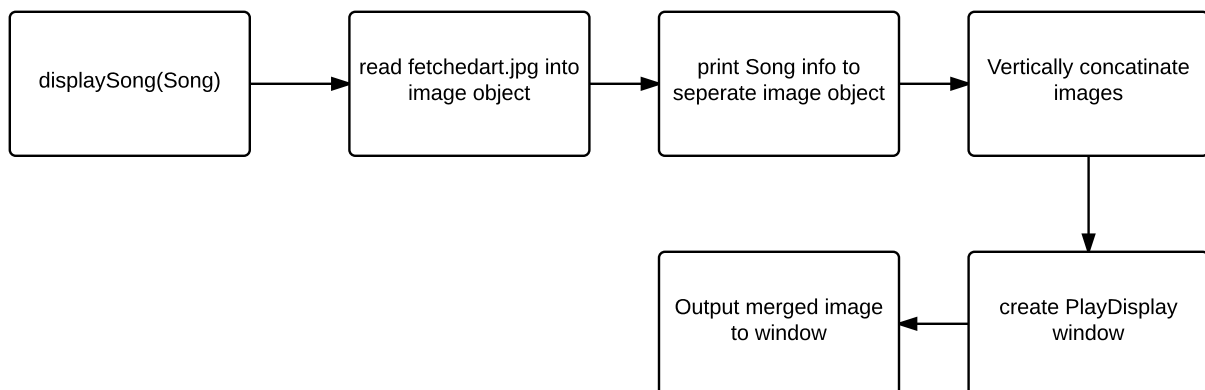 displaySong(Song)
read fetchedart.jpg into
image object
print Song info to
seperate image object
Vertically concatinate
images
create PlayDisplay
window
Output merged image
to window